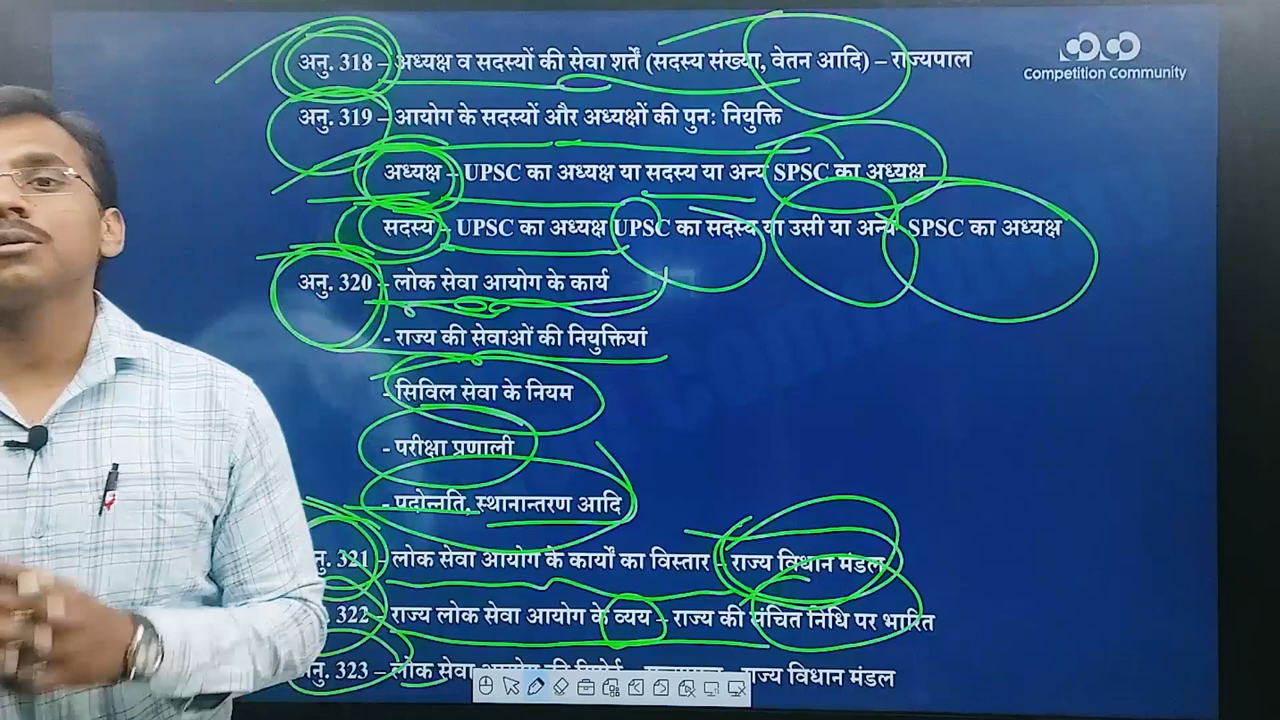 अनु. 318 – अध्यक्ष व सदस्यों की सेवा शर्तें (सदस्य संख्या, वेतन आदि) – राज्यपाल
Competition Community
अनु. 319 – आयोग के सदस्यों और अध्यक्षों की पुनः नियुक्ति
अध्यक्ष – UPSC का अध्यक्ष या सदस्य या अन्य SPSC का अध्यक्ष
सदस्य - UPSC का अध्यक्ष UPSC का सदस्य या उसी या अन्य SPSC का अध्यक्ष
अनु. 320 – लोक सेवा आयोग के कार्य
- राज्य की सेवाओं की नियुक्तियां
- सिविल सेवा के नियम
- परीक्षा प्रणाली
- पदोन्नति, स्थानान्तरण आदि
नु. 321 – लोक सेवा आयोग के कार्यों का विस्तार – राज्य विधान मंडल
. 322 – राज्य लोक सेवा आयोग के व्यय – राज्य की संचित निधि पर भारित
नु. 323 – लोक सेवा राज्य विधान मंडल